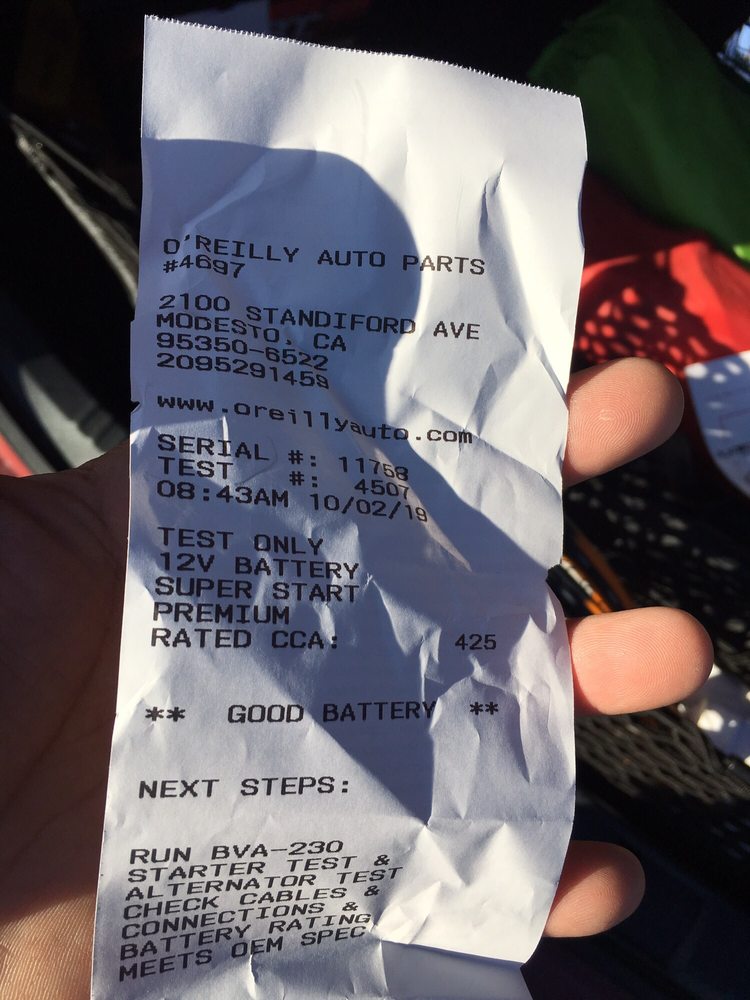 O'REILLY AUTO PARTS
#4697
2100 STANDIFORD AVE
MODESTO, CA
95350-6522
2095291459
www.oreillyauto.com
SERIAL #: 11758
TEST #: 4507
08:43AM 10/02/19
TEST ONLY
12V BATTERY
SUPER START
PREMIUM
RATED CCA: 425
** GOOD BATTERY **
NEXT STEPS:
RUN BVA-230
STARTER TEST &
ALTERNATOR TEST
CHECK CABLES &
CONNECTIONS &
BATTERY RATING
MEETS OEM SPEC